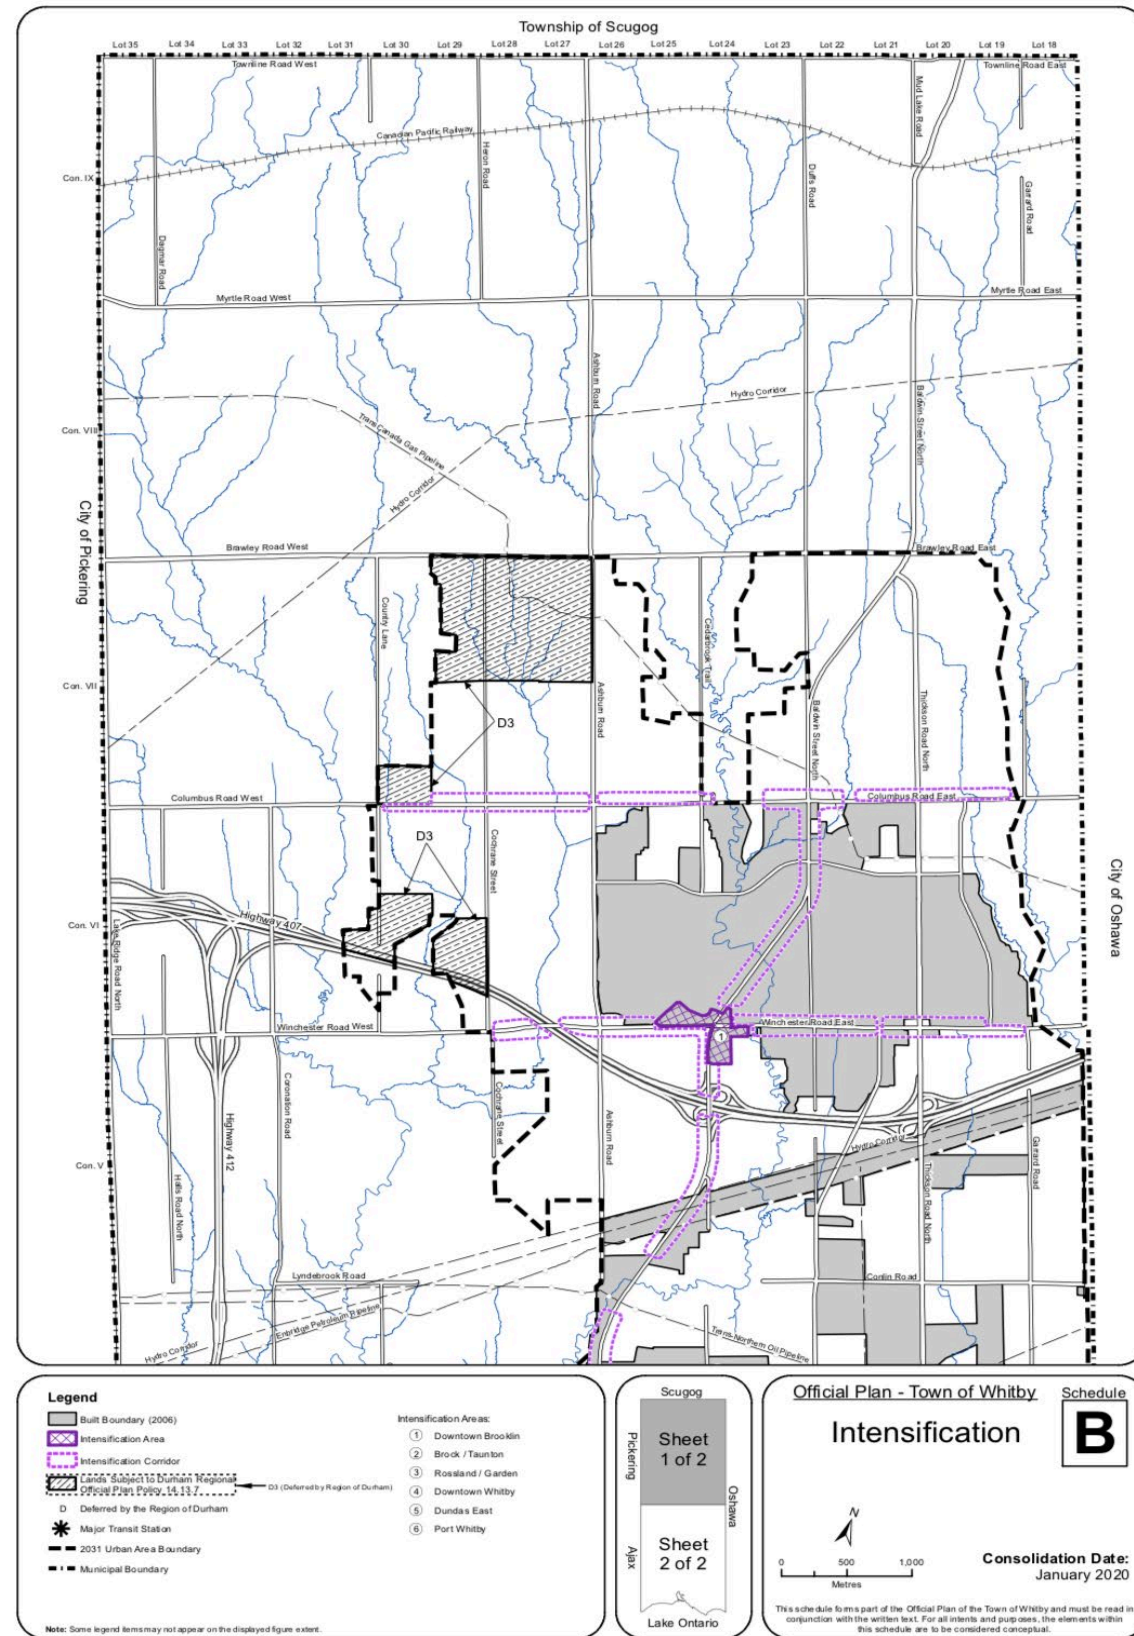 Township of Scugog
Lot 35 Lot 34 Lot 33 Lot 32 Lot 31 Lot 30 Lot 29 Lot 28 Lot 27 Lot 26 Lot 25 Lot 24 Lot 23 Lot 22 Lot 21 Lot 20 Lot 19 Lot 18
Townline Road West
Townline Road East
Mud Lake Road
Canadian Pacific Railway
Heron Road
Duffs Road
Con. IX
Garrard Road
Dagmar Road
Myrtle Road West
Myrtle Road East
Ashburn Road
Hydro Corridor
Baldwin Street North
Con. VIII
TransCanada Gas Pipeline
Hydro Corridor
City of Pickering
Brawley Road West
Brawley Road East
Country Lane
Cedarbrook Trail
Con. VII
Ashburn Road
Baldwin Street North
Thickson Road North
D3
Columbus Road West
Columbus Road East
D3
Cochrane Street
City of Oshawa
Highway 407
Con. VI
Lake Ridge Road North
Winchester Road West
Winchester Road East
1
Coronation Road
Cochrane Street
Ashburn Road
Highway 412
Hydro Corridor
Con. V
Halls Road North
Thickson Road North
Garrard Road
Lyndebrook Road
Conlin Road
Enbridge Petroleum Pipeline
Hydro Corridor
Trans-Northern Oil Pipeline
Legend
Built Boundary (2006)
Intensification Area
Intensification Corridor
Lands Subject to Durham Regional
Official Plan Policy 14.13.7
D3 (Deferred by Region of Durham)
D Deferred by the Region of Durham
Major Transit Station
2031 Urban Area Boundary
Municipal Boundary
Note: Some legend items may not appear on the displayed figure extent.
Intensification Areas:
1 Downtown Brooklin
2 Brock / Taunton
3 Rossland / Garden
4 Downtown Whitby
5 Dundas East
6 Port Whitby
Scugog
Pickering
Sheet
1 of 2
Oshawa
Ajax
Sheet
2 of 2
Lake Ontario
Official Plan - Town of Whitby
Schedule
Intensification
B
N
0 500 1,000
Metres
Consolidation Date:
January 2020
This schedule forms part of the Official Plan of the Town of Whitby and must be read in
conjunction with the written text. For all intents and purposes, the elements within
this schedule are to be considered conceptual.